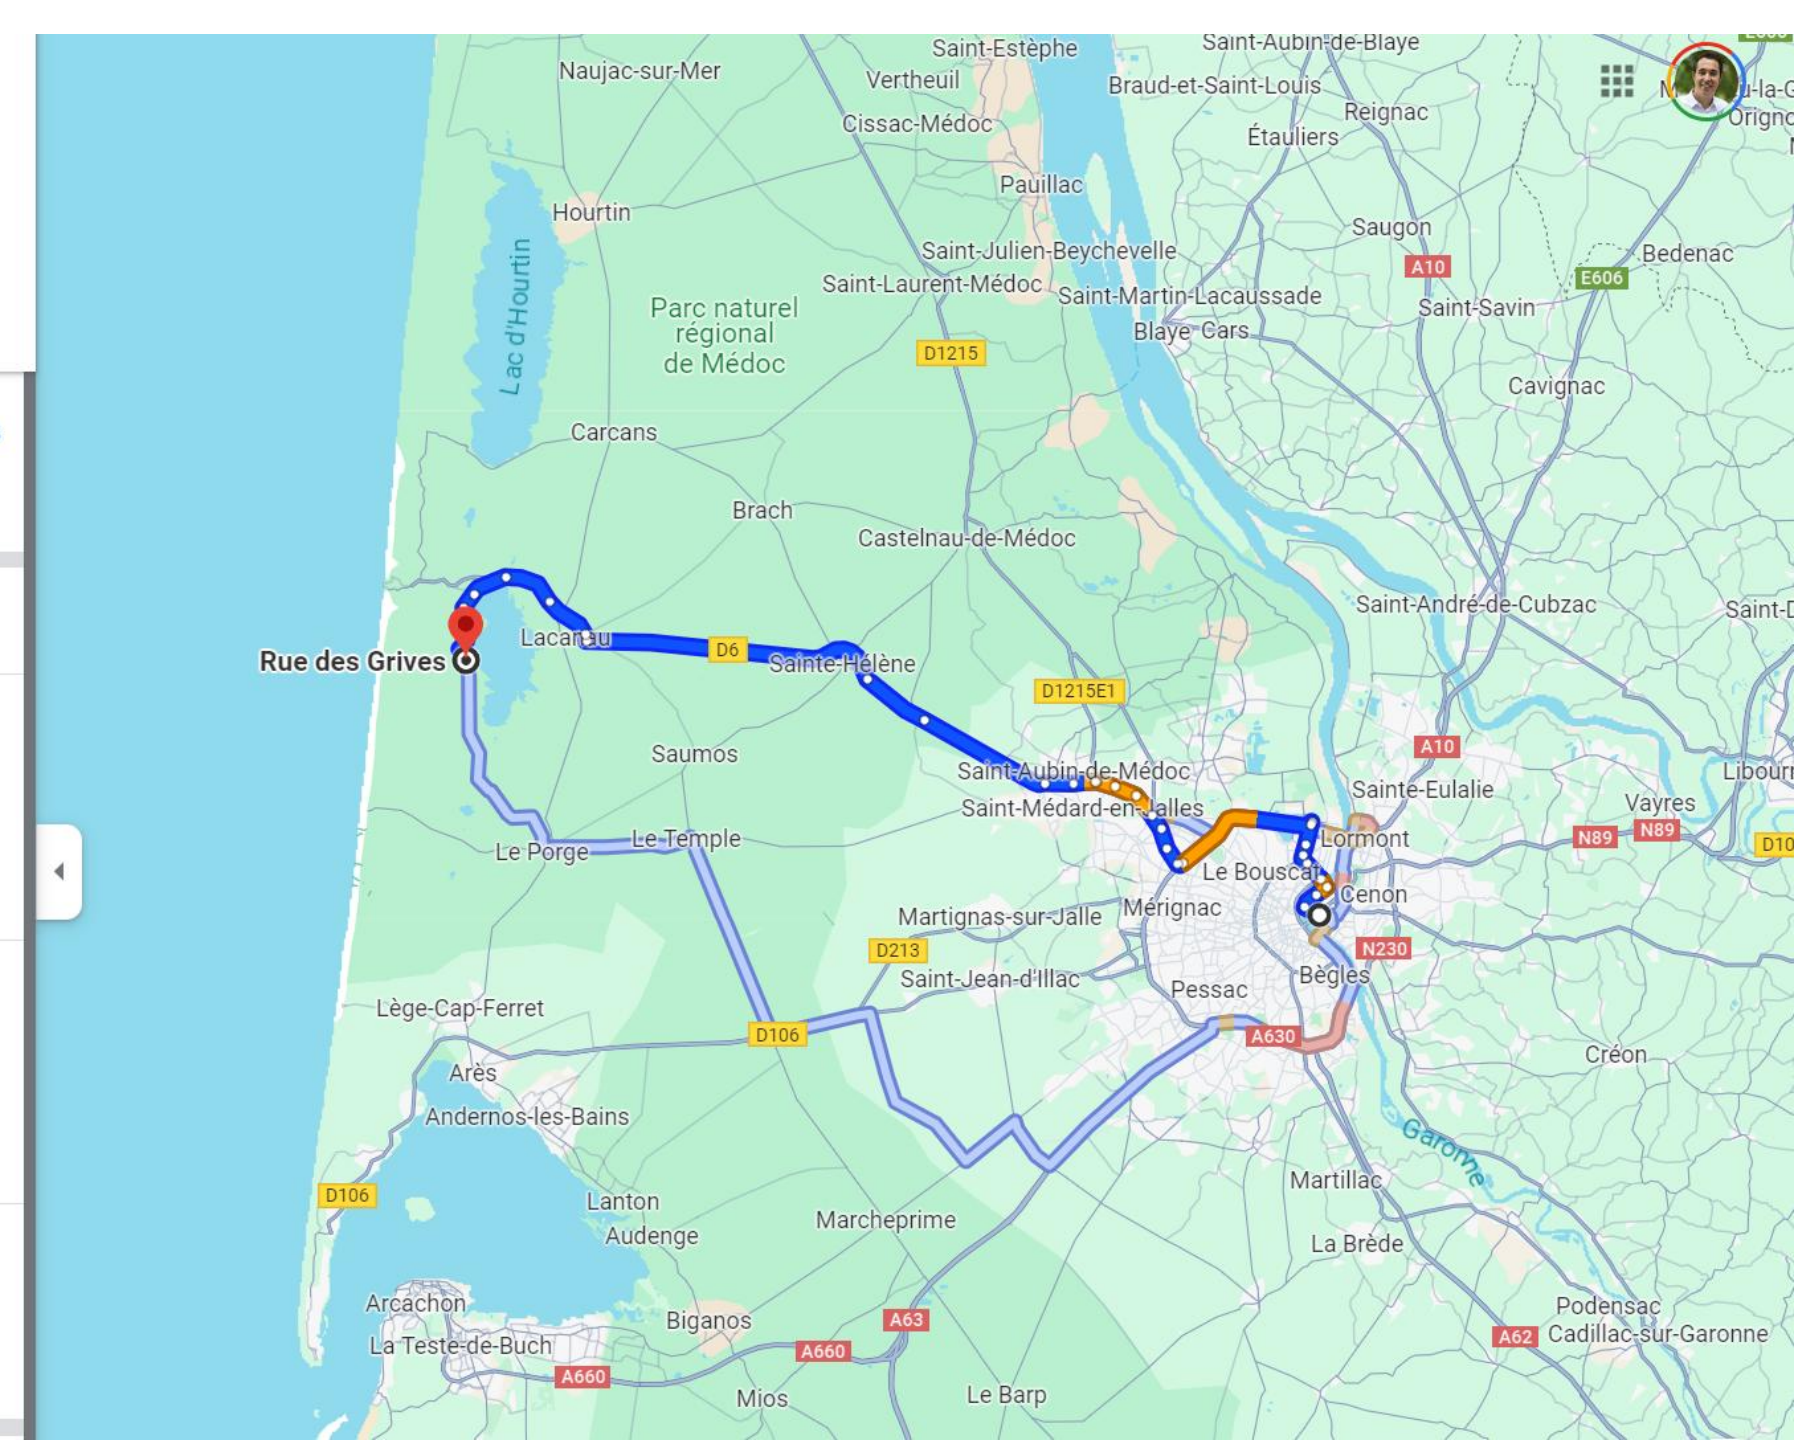 Saint-Estèphe
Saint-Aubin-de-Blaye
Naujac-sur-Mer
Vertheuil
Braud-et-Saint-Louis
Reignac
Cissac-Médoc
Étauliers
Pauillac
Hourtin
Saugon
Saint-Julien-Beychevelle
Bedenac
A10
E606
Lac d'Hourtin
Saint-Laurent-Médoc
Saint-Martin-Lacaussade
Saint-Savin
Parc naturel
régional
de Médoc
Blaye
Cars
D1215
Cavignac
Carcans
Brach
Castelnau-de-Médoc
Saint-André-de-Cubzac
Lacanau
D6
Sainte-Hélène
Rue des Grives
D1215E1
A10
Saumos
Saint-Aubin-de-Médoc
Sainte-Eulalie
Saint-Médard-en-Jalles
Vayres
N89
N89
Le Temple
Lormont
Le Porge
Le Bouscat
Cenon
Martignas-sur-Jalle
Mérignac
D213
N230
Saint-Jean-d'Illac
Bègles
Pessac
Lège-Cap-Ferret
D106
A630
Créon
Arès
Andernos-les-Bains
Garonne
Martillac
D106
Lanton
Marcheprime
Audenge
La Brède
Arcachon
Biganos
A63
Podensac
La Teste-de-Buch
A660
A62
Cadillac-sur-Garonne
A660
Mios
Le Barp